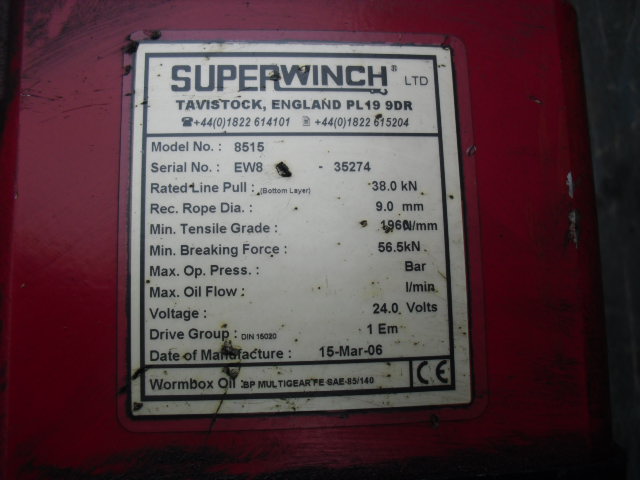 SUPERWINCH® LTD
TAVISTOCK, ENGLAND PL19 9DR
☎+44(0)1822 614101 +44(0)1822 615204
Model No. : 8515
Serial No. : EW8 - 35274
Rated Line Pull : (Bottom Layer) 38.0 kN
Rec. Rope Dia. : 9.0 mm
Min. Tensile Grade : 1960N/mm
Min. Breaking Force : 56.5kN
Max. Op. Press. : Bar
Max. Oil Flow : l/min
Voltage : 24.0 Volts
Drive Group : DIN 15020 1 Em
Date of Manufacture : 15-Mar-06
Wormbox Oil : BP MULTIGEAR FE SAE-85/140 CE